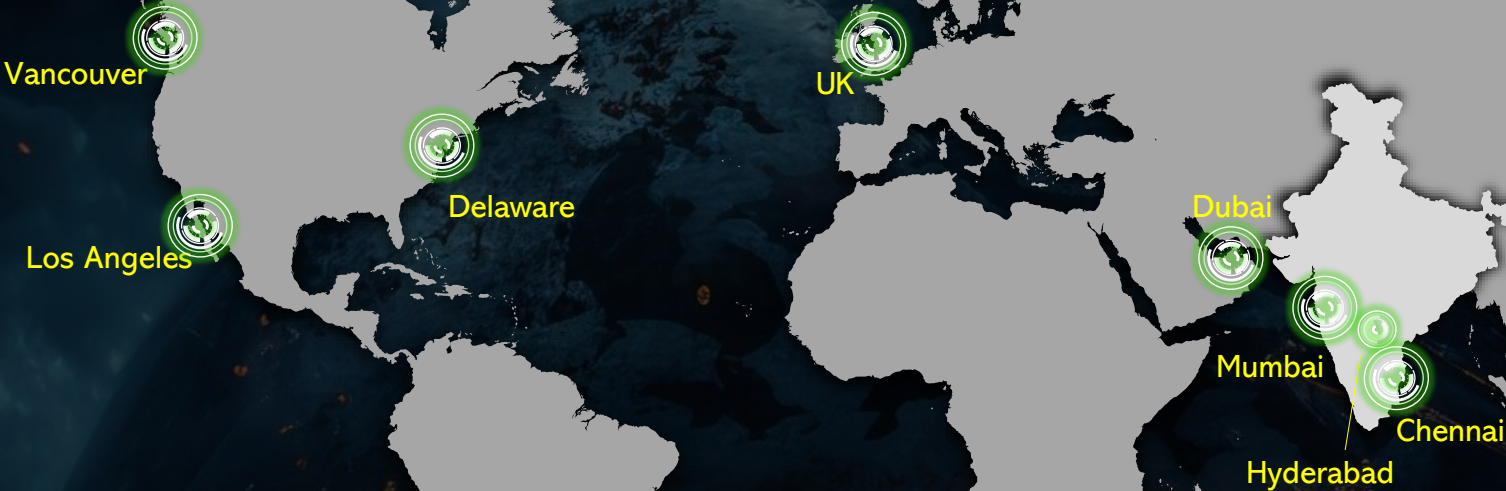 Vancouver
UK
Delaware
Dubai
Los Angeles
Mumbai
Chennai
Hyderabad